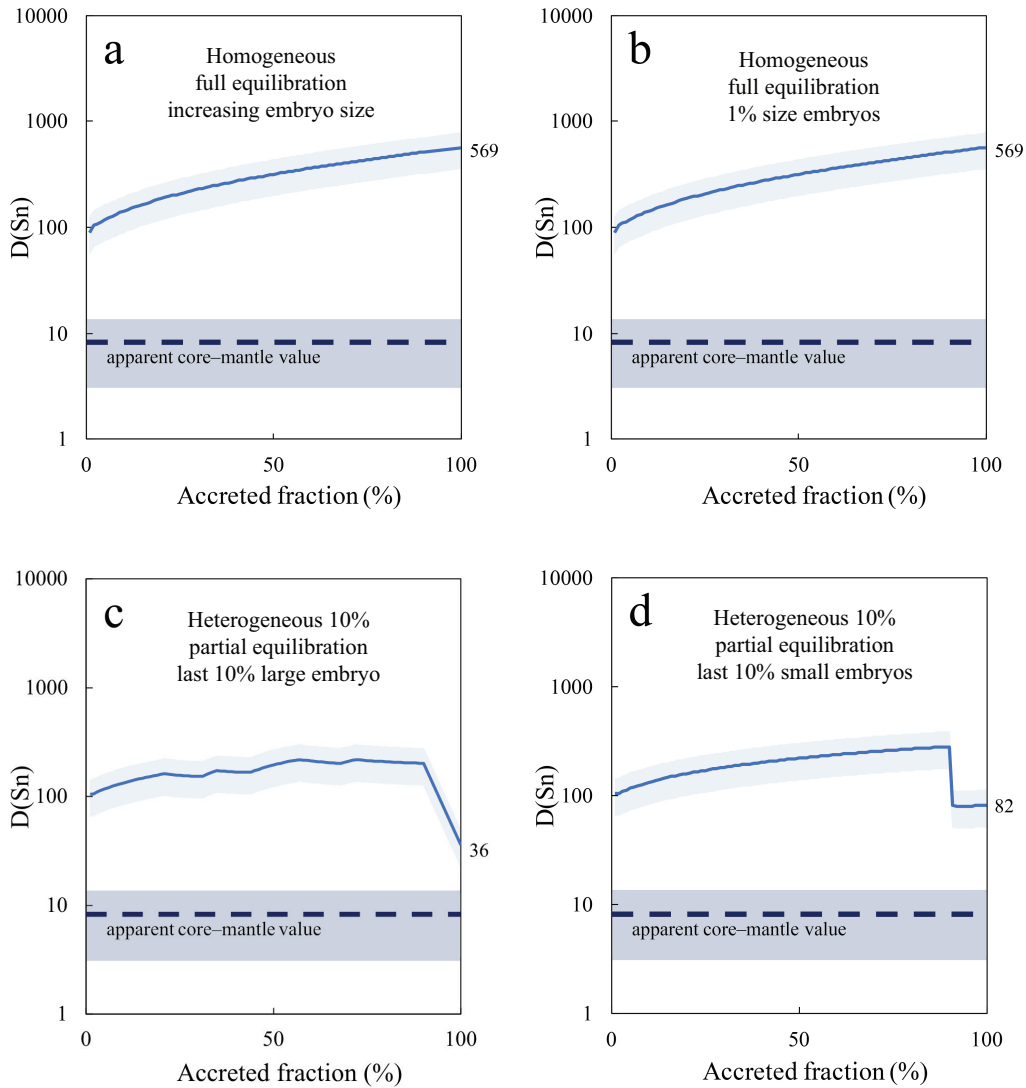 10000
1000
100
10
1
D(Sn)
a
Homogeneous
full equilibration
increasing embryo size
569
apparent core–mantle value
0
50
100
Accreted fraction (%)
10000
1000
100
10
1
D(Sn)
b
Homogeneous
full equilibration
1% size embryos
569
apparent core–mantle value
0
50
100
Accreted fraction (%)
10000
1000
100
10
1
D(Sn)
c
Heterogeneous 10%
partial equilibration
last 10% large embryo
36
apparent core–mantle value
0
50
100
Accreted fraction (%)
10000
1000
100
10
1
D(Sn)
d
Heterogeneous 10%
partial equilibration
last 10% small embryos
82
apparent core–mantle value
0
50
100
Accreted fraction (%)